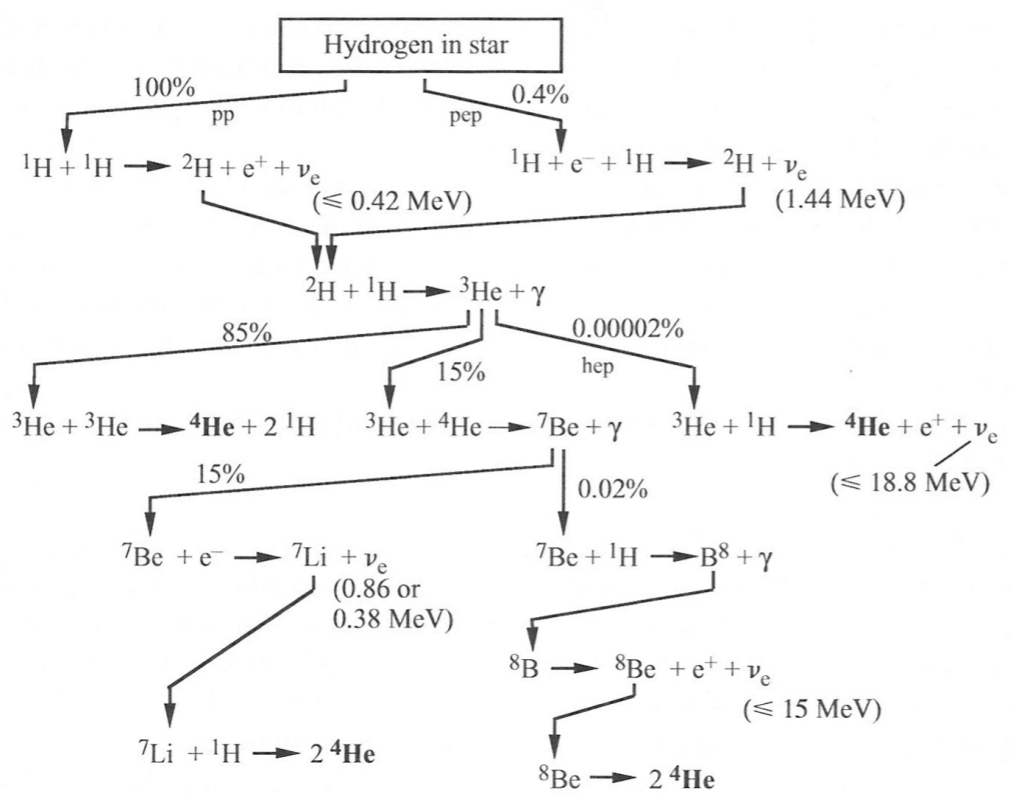 Hydrogen in star
100%
pp
0.4%
pep
¹H + ¹H → ²H + e⁺ + νₑ
(≤ 0.42 MeV)
¹H + e⁻ + ¹H → ²H + νₑ
(1.44 MeV)
²H + ¹H → ³He + γ
85%
15%
0.00002%
hep
³He + ³He → ⁴He + 2 ¹H
³He + ⁴He → ⁷Be + γ
³He + ¹H → ⁴He + e⁺ + νₑ
(≤ 18.8 MeV)
15%
0.02%
⁷Be + e⁻ → ⁷Li + νₑ
(0.86 or
0.38 MeV)
⁷Be + ¹H → B⁸ + γ
⁸B → ⁸Be + e⁺ + νₑ
(≤ 15 MeV)
⁷Li + ¹H → 2 ⁴He
⁸Be → 2 ⁴He